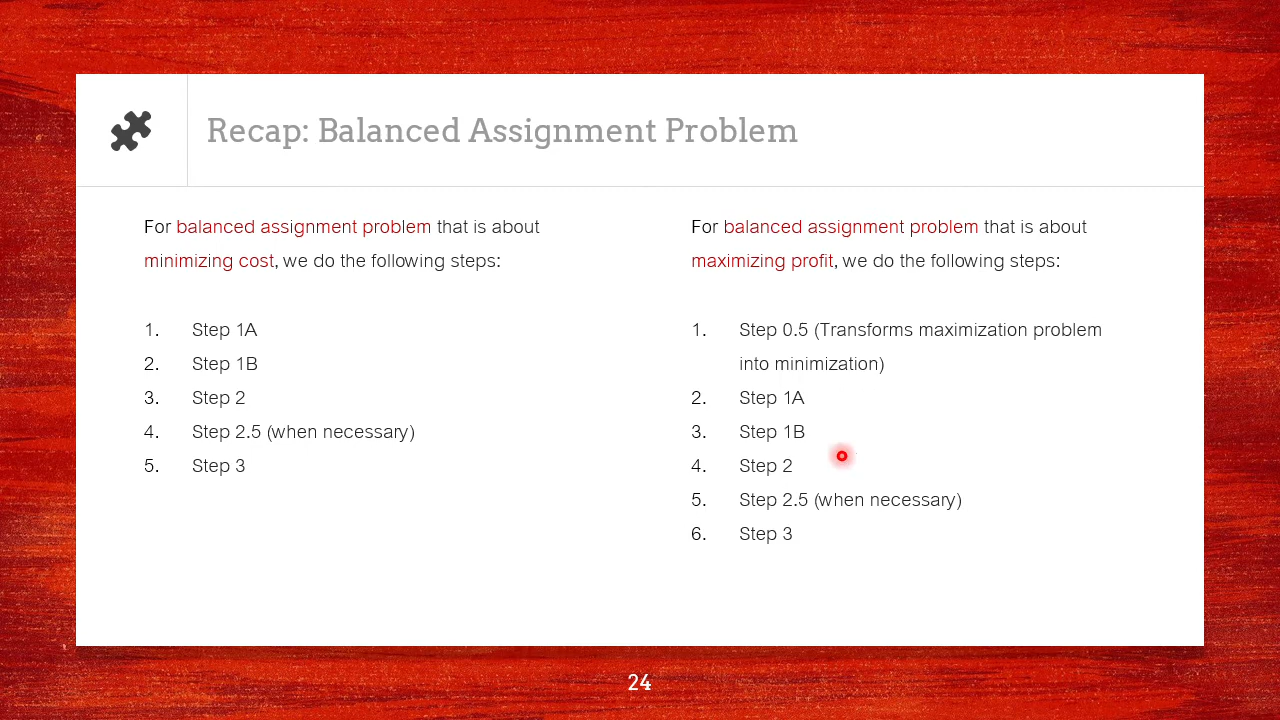 Recap: Balanced Assignment Problem
For balanced assignment problem that is about
minimizing cost, we do the following steps:
1. Step 1A
2. Step 1B
3. Step 2
4. Step 2.5 (when necessary)
5. Step 3
For balanced assignment problem that is about
maximizing profit, we do the following steps:
1. Step 0.5 (Transforms maximization problem
into minimization)
2. Step 1A
3. Step 1B
4. Step 2
5. Step 2.5 (when necessary)
6. Step 3
24